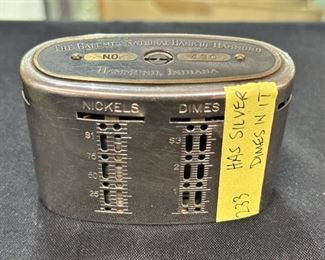 THE CALUMET NATIONAL BANK OF HAMMOND
NO. 430
HAMMOND, INDIANA
NICKELS DIMES
$1 $3
75
50 2
25 1
233 HAS SILVER
DIMES IN IT